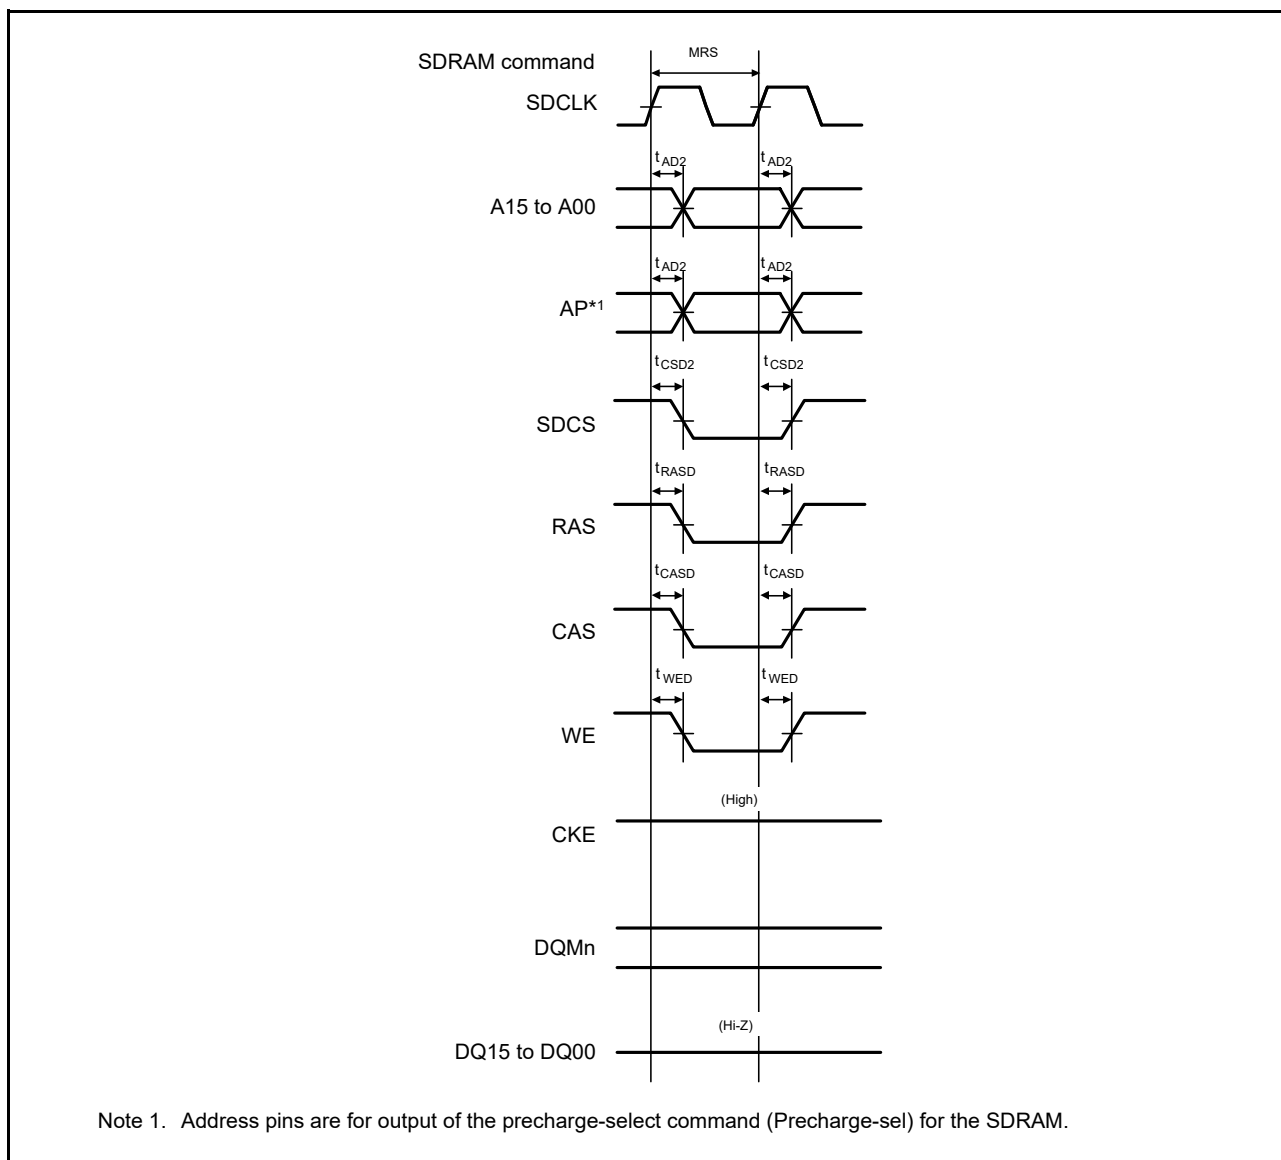 MRS
SDRAM command
SDCLK
tAD2 tAD2
A15 to A00
tAD2 tAD2
AP*1
tCSD2 tCSD2
SDCS
tRASD tRASD
RAS
tCASD tCASD
CAS
tWED tWED
WE
(High)
CKE
DQMn
(Hi-Z)
DQ15 to DQ00
Note 1. Address pins are for output of the precharge-select command (Precharge-sel) for the SDRAM.